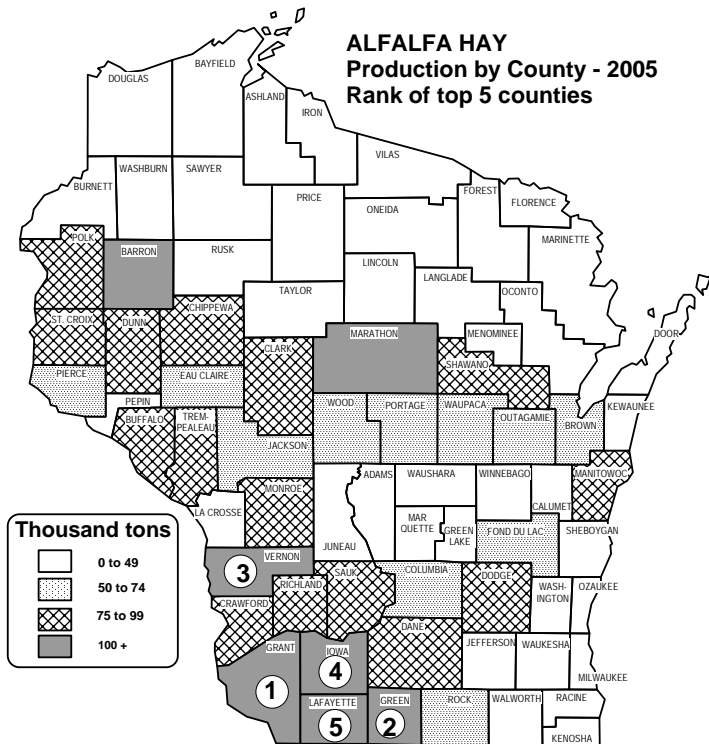 ALFALFA HAY
Production by County - 2005
Rank of top 5 counties
DOUGLAS
BAYFIELD
ASHLAND
IRON
VILAS
BURNETT
WASHBURN
SAWYER
PRICE
ONEIDA
FOREST
FLORENCE
MARINETTE
POLK
BARRON
RUSK
LINCOLN
LANGLADE
TAYLOR
OCONTO
ST. CROIX
DUNN
CHIPPEWA
MARATHON
MENOMINEE
DOOR
CLARK
SHAWANO
PIERCE
EAU CLAIRE
PEPIN
BUFFALO
TREM-
PEALEAU
JACKSON
WOOD
PORTAGE
WAUPACA
OUTAGAMIE
BROWN
KEWAUNEE
MONROE
ADAMS
WAUSHARA
WINNEBAGO
MANITOWOC
LA CROSSE
JUNEAU
MAR
QUETTE
GREEN
LAKE
CALUMET
FOND DU LAC
SHEBOYGAN
Thousand tons
0 to 49
50 to 74
75 to 99
100 +
VERNON
3
CRAWFORD
RICHLAND
SAUK
COLUMBIA
DODGE
WASH-
INGTON
OZAUKEE
GRANT
1
IOWA
4
DANE
JEFFERSON
WAUKESHA
MILWAUKEE
LAFAYETTE
5
GREEN
2
ROCK
WALWORTH
RACINE
KENOSHA